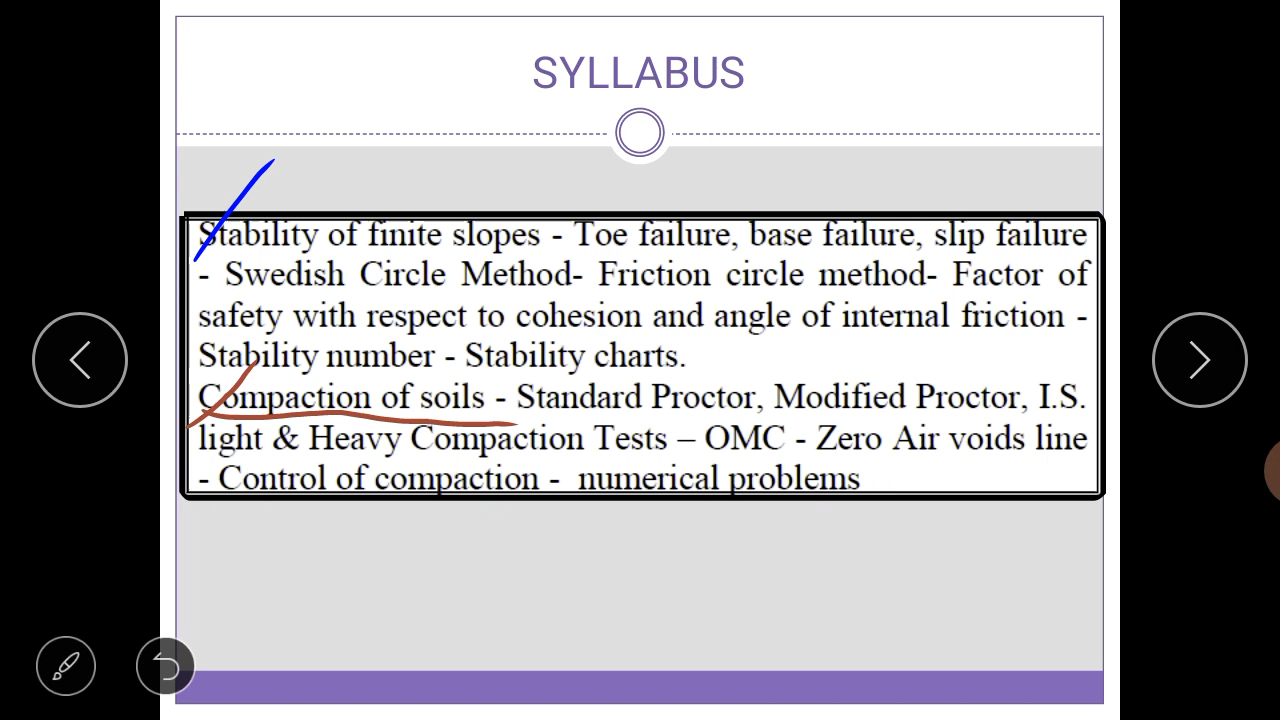 SYLLABUS
Stability of finite slopes - Toe failure, base failure, slip failure
- Swedish Circle Method- Friction circle method- Factor of
safety with respect to cohesion and angle of internal friction -
Stability number - Stability charts.
Compaction of soils - Standard Proctor, Modified Proctor, I.S.
light & Heavy Compaction Tests – OMC - Zero Air voids line
- Control of compaction - numerical problems